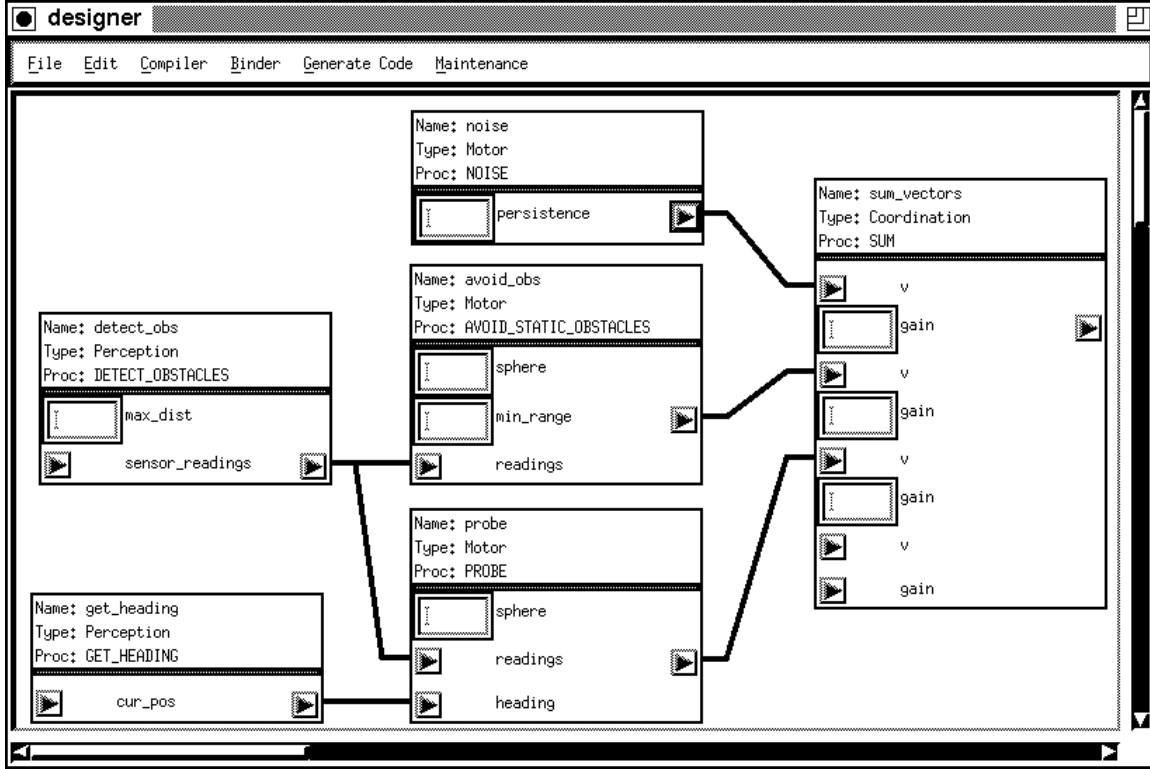 designer
File Edit Compiler Binder Generate Code Maintenance
Name: noise
Type: Motor
Proc: NOISE
persistence
Name: avoid_obs
Type: Motor
Proc: AVOID_STATIC_OBSTACLES
sphere
min_range
readings
Name: detect_obs
Type: Perception
Proc: DETECT_OBSTACLES
max_dist
sensor_readings
Name: probe
Type: Motor
Proc: PROBE
sphere
readings
heading
Name: get_heading
Type: Perception
Proc: GET_HEADING
cur_pos
Name: sum_vectors
Type: Coordination
Proc: SUM
v
gain
v
gain
v
gain
v
gain